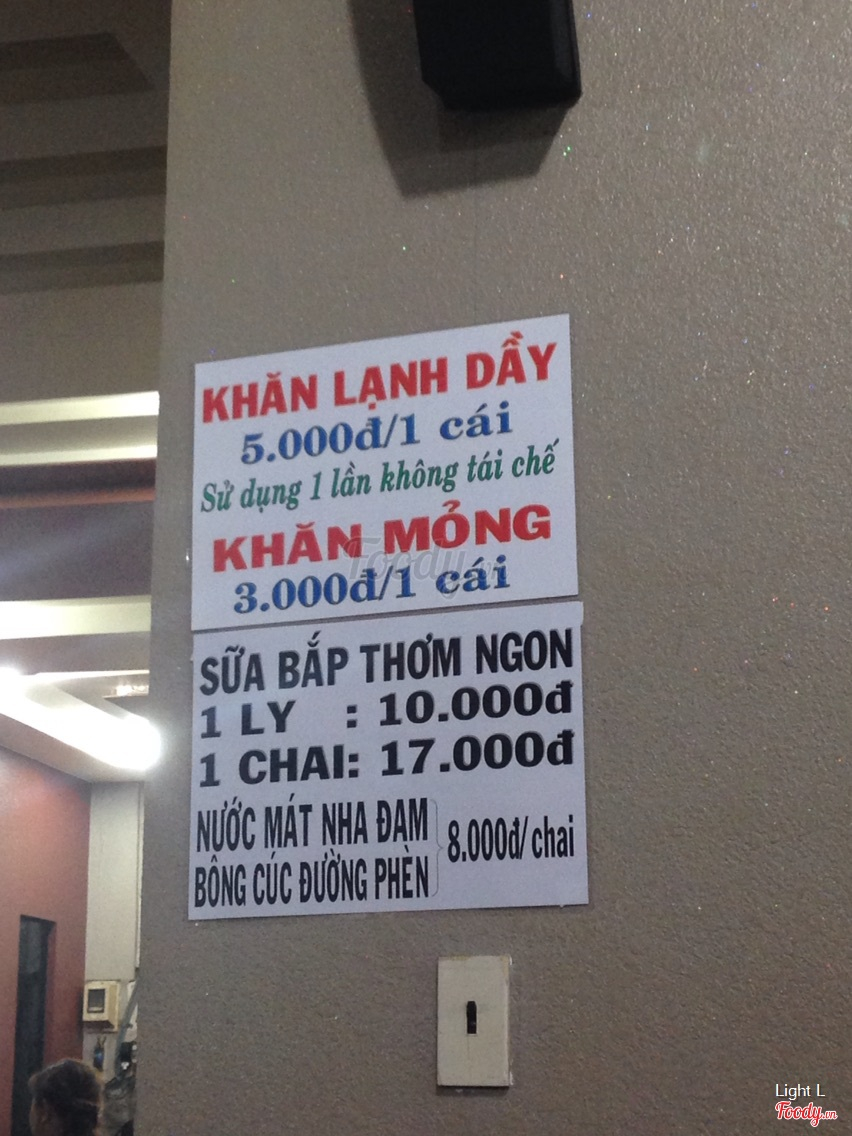 KHĂN LẠNH DẦY
5.000đ/1 cái
Sử dụng 1 lần không tái chế
KHĂN MỎNG
3.000đ/1 cái
Foody.vn
SỮA BẮP THƠM NGON
1 LY : 10.000đ
1 CHAI: 17.000đ
NƯỚC MÁT NHA ĐAM
BÔNG CÚC ĐƯỜNG PHÈN
8.000đ/chai
Light L
Foody.vn